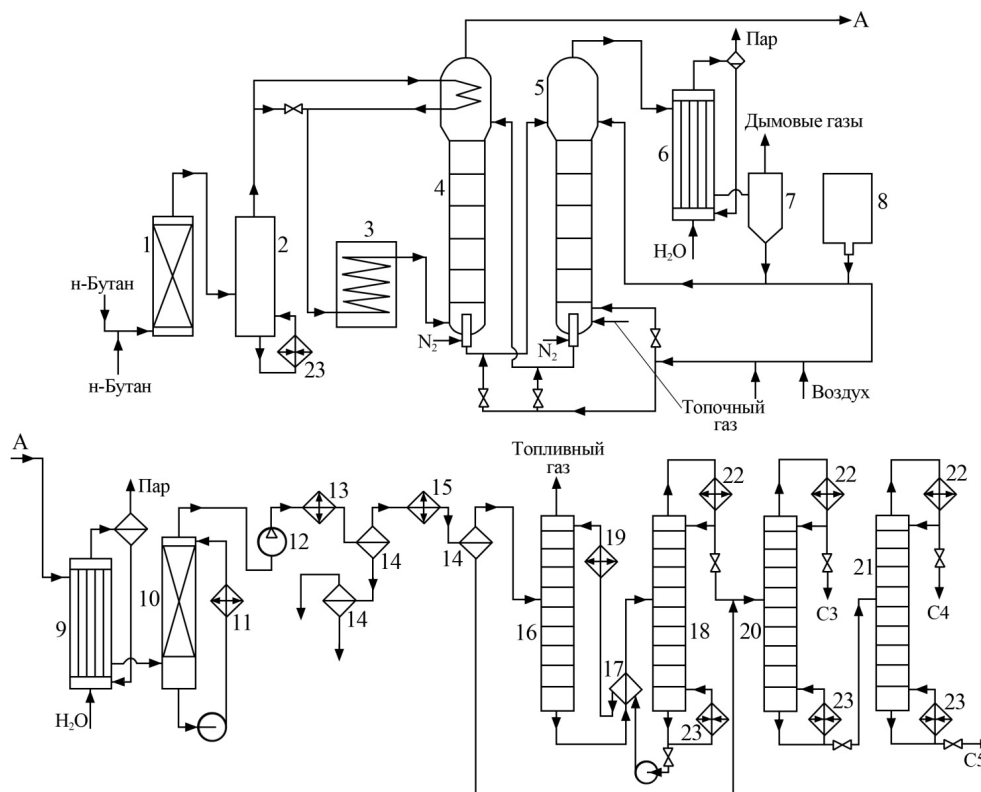 А
Пар
5
Дымовые газы
4
6
7
8
1
2
3
H₂O
н-Бутан
N₂
N₂
23
н-Бутан
Воздух
Топочный
газ
А
Топливный
газ
Пар
13
15
22
22
22
12
14
14
19
21
C3
C4
10
11
14
9
16
18
20
17
H₂O
23
23
23
C5